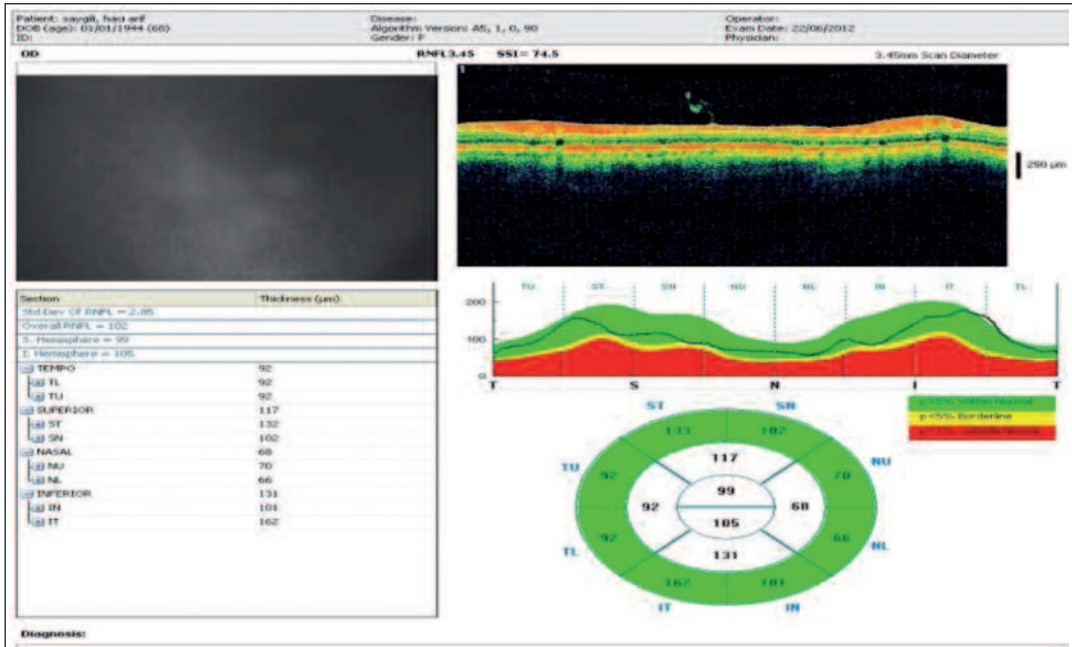 Patient: saygili, haci arif
Disease:
Operator:
DOB (age): 01/01/1944 (68)
Algorithm Version: A5, 1, 0, 90
Exam Date: 22/06/2012
ID:
Gender: F
Physician:
OD
RNFL3.45 SSI= 74.5
3.45mm Scan Diameter
1
250 µm
Section Thickness (µm)
Std Dev Of RNFL = 2.85
Overall RNFL = 102
S. Hemisphere = 99
I. Hemisphere = 105
TEMPO 92
TL 92
TU 92
SUPERIOR 117
ST 132
SN 102
NASAL 68
NU 70
NL 66
INFERIOR 131
IN 101
IT 162
TU ST SN NU NL IN IT TL
200
100
0
T S N I T
p >5% Within Normal
p <5% Borderline
ST SN
133 102
TU 117 NU
92 70
99
92 68
105
92 66
TL 131 NL
162 101
IT IN
Diagnosis: